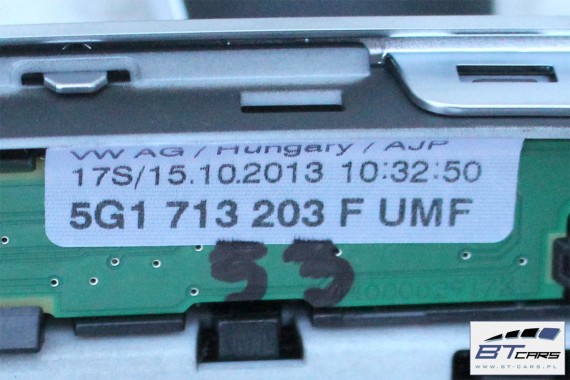 VW AG / Hungary / AJP
17S/15.10.2013 10:32:50
5G1 713 203 F UMF
53
BT CARS
WWW.BT-CARS.PL